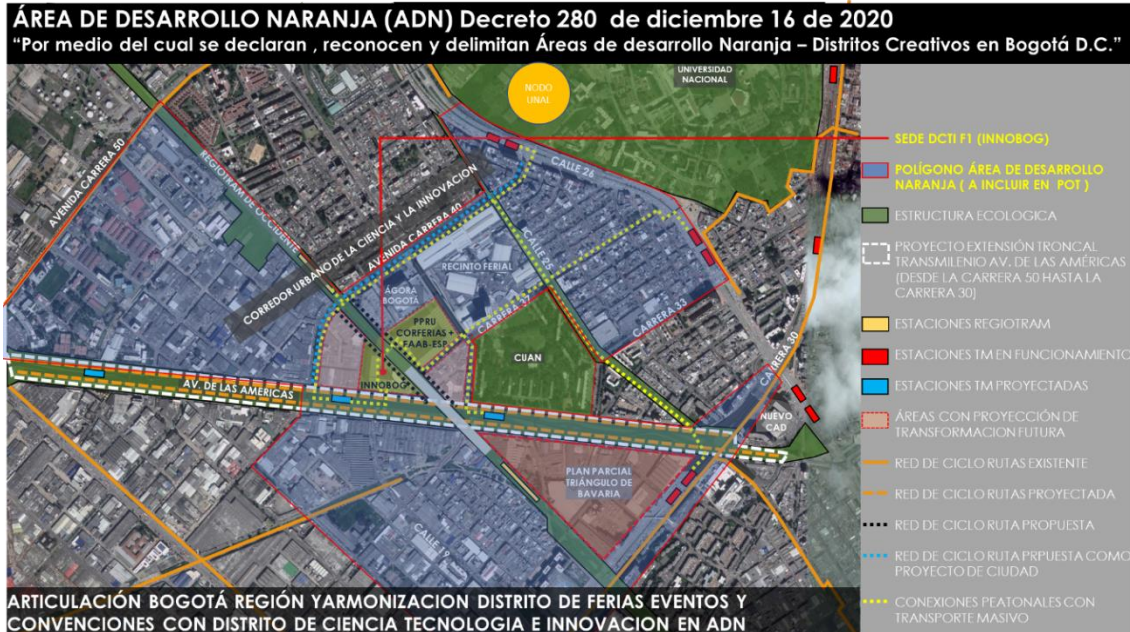 ÁREA DE DESARROLLO NARANJA (ADN) Decreto 280 de diciembre 16 de 2020
“Por medio del cual se declaran , reconocen y delimitan Áreas de desarrollo Naranja – Distritos Creativos en Bogotá D.C.”
UNIVERSIDAD
NACIONAL
NODO
UNAL
AVENIDA CARRERA 50
REGIOTRAM DE OCCIDENTE
CORREDOR URBANO DE LA CIENCIA Y LA INNOVACION
AVENIDA CARRERA 40
CALLE 26
CALLE 25
RECINTO FERIAL
ÁGORA
BOGOTÁ
CARRERA 33
PPRU
CORFERIAS +
EAAB-ESP
CARRERA 37
CUAN
CARRERA 30
INNOBOG
AV. DE LAS AMERICAS
NUEVO
CAD
PLAN PARCIAL
TRIÁNGULO DE
BAVARIA
CALLE 19
SEDE DCTI F1 (INNOBOG)
POLÍGONO ÁREA DE DESARROLLO
NARANJA ( A INCLUIR EN POT )
ESTRUCTURA ECOLOGICA
PROYECTO EXTENSIÓN TRONCAL
TRANSMILENIO AV. DE LAS AMÉRICAS
(DESDE LA CARRERA 50 HASTA LA
CARRERA 30)
ESTACIONES REGIOTRAM
ESTACIONES TM EN FUNCIONAMIENTO
ESTACIONES TM PROYECTADAS
ÁREAS CON PROYECCIÓN DE
TRANSFORMACION FUTURA
RED DE CICLO RUTAS EXISTENTE
RED DE CICLO RUTAS PROYECTADA
RED DE CICLO RUTA PROPUESTA
RED DE CICLO RUTA PRPUESTA COMO
PROYECTO DE CIUDAD
CONEXIONES PEATONALES CON
TRANSPORTE MASIVO
ARTICULACIÓN BOGOTÁ REGIÓN YARMONIZACION DISTRITO DE FERIAS EVENTOS Y
CONVENCIONES CON DISTRITO DE CIENCIA TECNOLOGIA E INNOVACION EN ADN